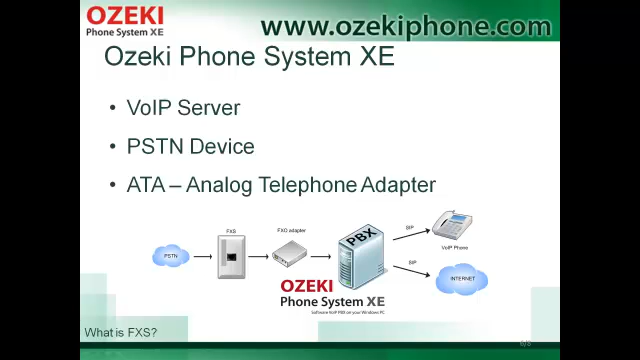 OZEKI
Phone System XE
www.ozekiphone.com
Ozeki Phone System XE
• VoIP Server
• PSTN Device
• ATA – Analog Telephone Adapter
PSTN
FXS
FXO adapter
PBX
SIP
SIP
VoIP Phone
INTERNET
OZEKI
Phone System XE
Software VoIP PBX on your Windows PC
What is FXS?